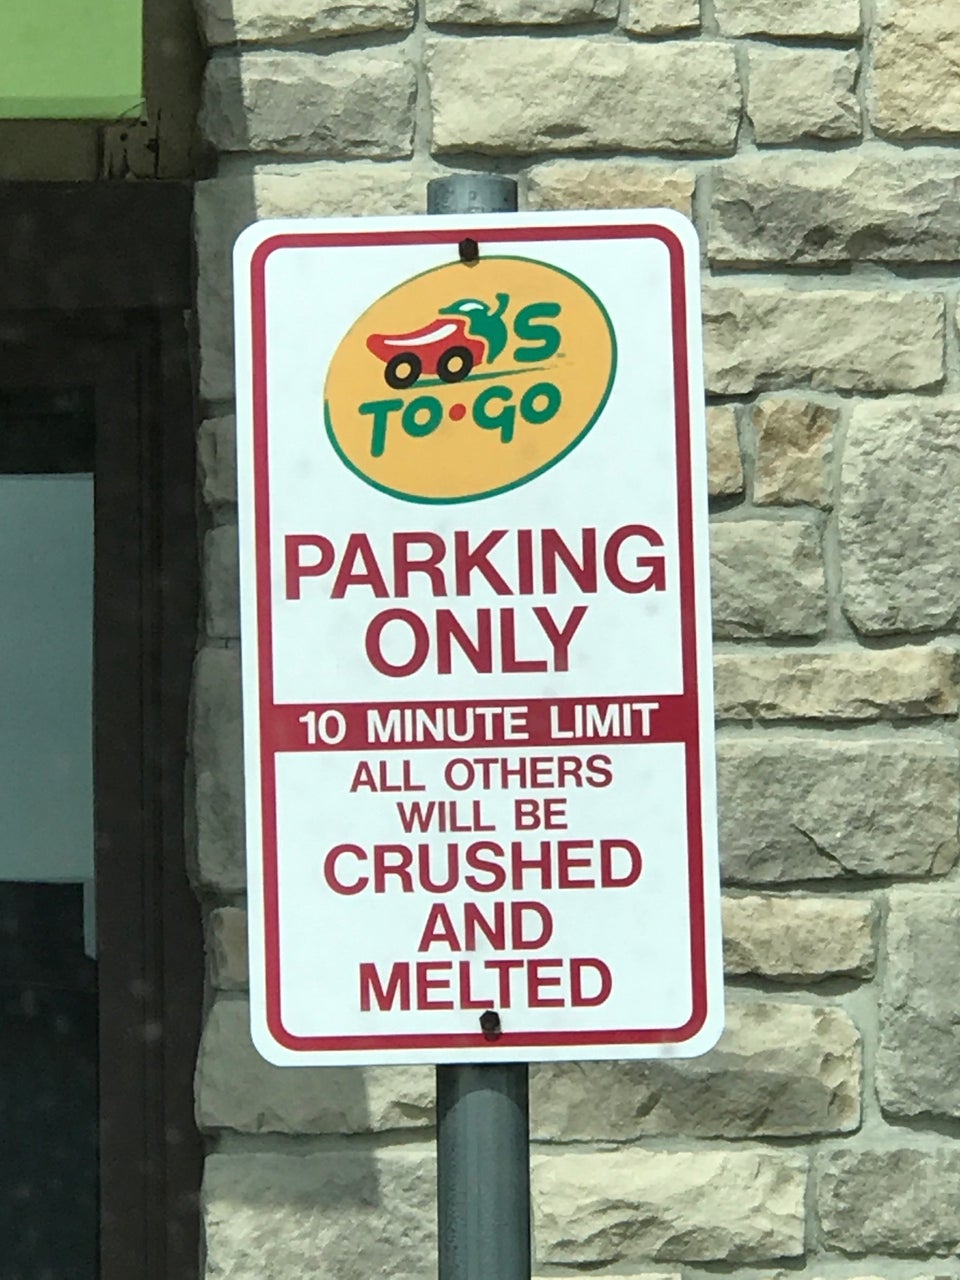 'S
TO•GO
PARKING
ONLY
10 MINUTE LIMIT
ALL OTHERS
WILL BE
CRUSHED
AND
MELTED